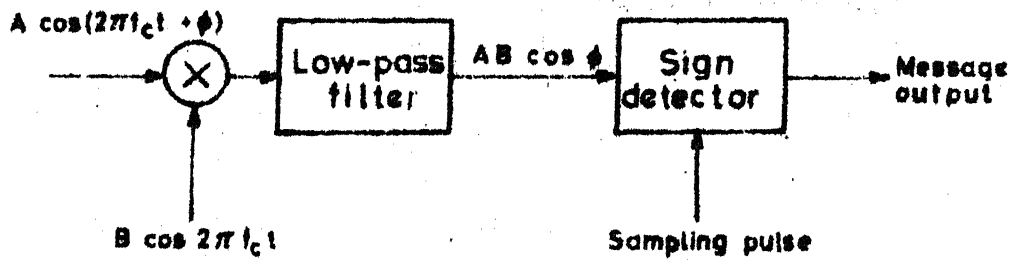 A cos(2πf_c t + ϕ)
Low-pass
filter
AB cos ϕ
Sign
detector
Message
output
B cos 2π f_c t
Sampling pulse